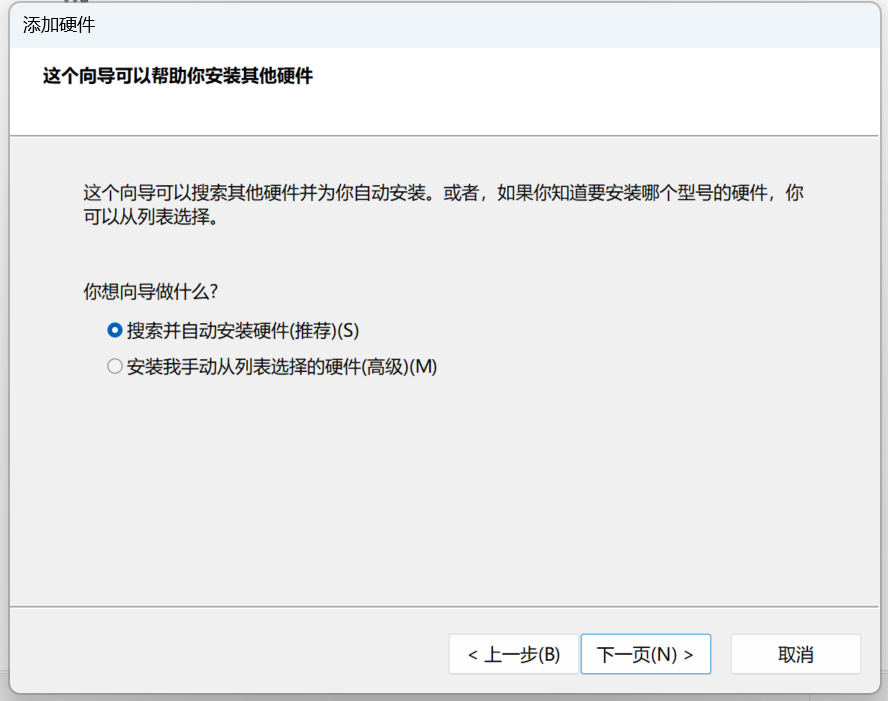 添加硬件
这个向导可以帮助你安装其他硬件
这个向导可以搜索其他硬件并为你自动安装。或者，如果你知道要安装哪个型号的硬件，你
可以从列表选择。
你想向导做什么?
搜索并自动安装硬件(推荐)(S)
安装我手动从列表选择的硬件(高级)(M)
< 上一步(B)
下一页(N) >
取消